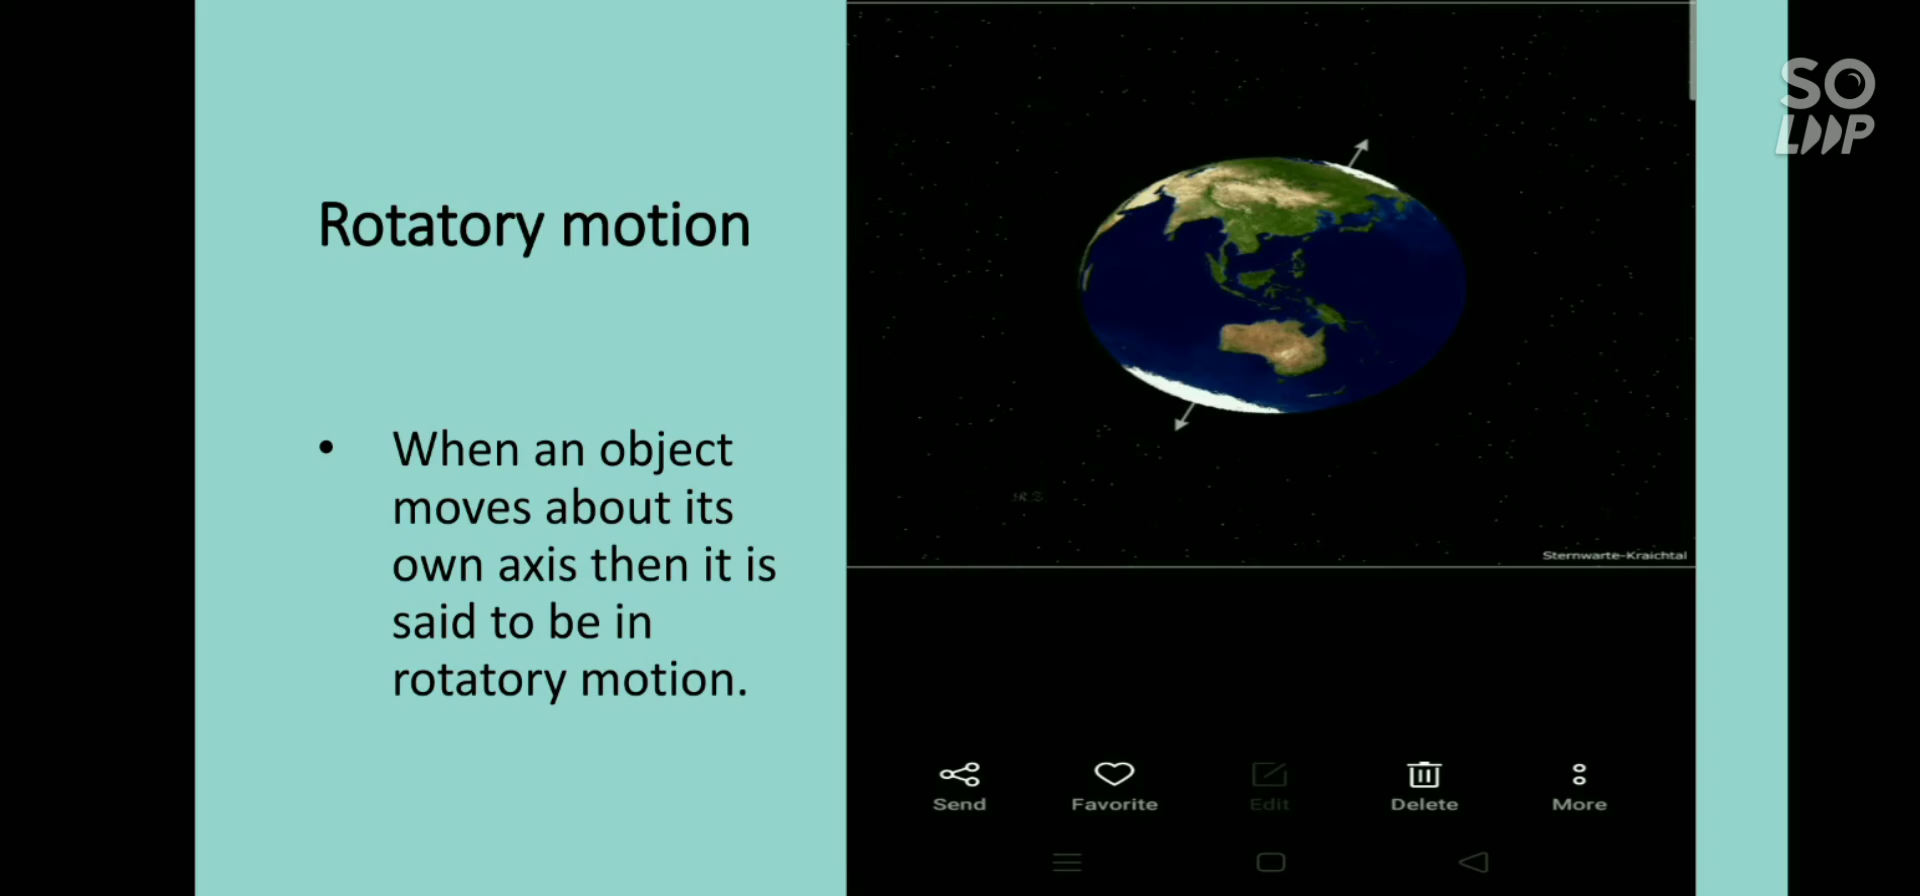 Rotatory motion
• When an object
moves about its
own axis then it is
said to be in
rotatory motion.
Sternwarte-Kraichtal
Send
Favorite
Edit
Delete
More
SO
LOOP